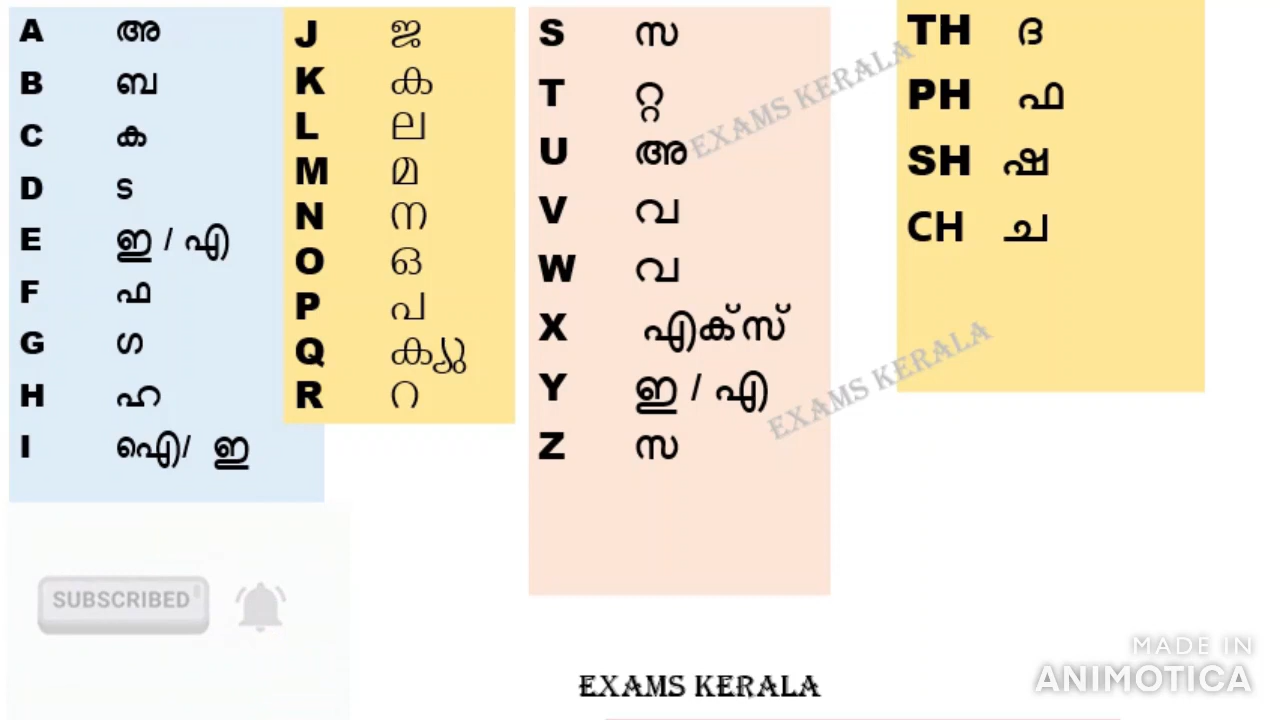 A അ
B ബ
C ക
D ട
E ഇ / എ
F ഫ
G ഗ
H ഹ
I ഐ/ ഇ
J ജ
K ക
L ല
M മ
N ന
O ഒ
P പ
Q ക്യു
R റ
S സ
T റ്റ
U അ
V വ
W വ
X എക്സ്
Y ഇ / എ
Z സ
TH ദ
PH ഫ
SH ഷ
CH ച
EXAMS KERALA
EXAMS KERALA
SUBSCRIBED
EXAMS KERALA
MADE IN
ANIMOTICA